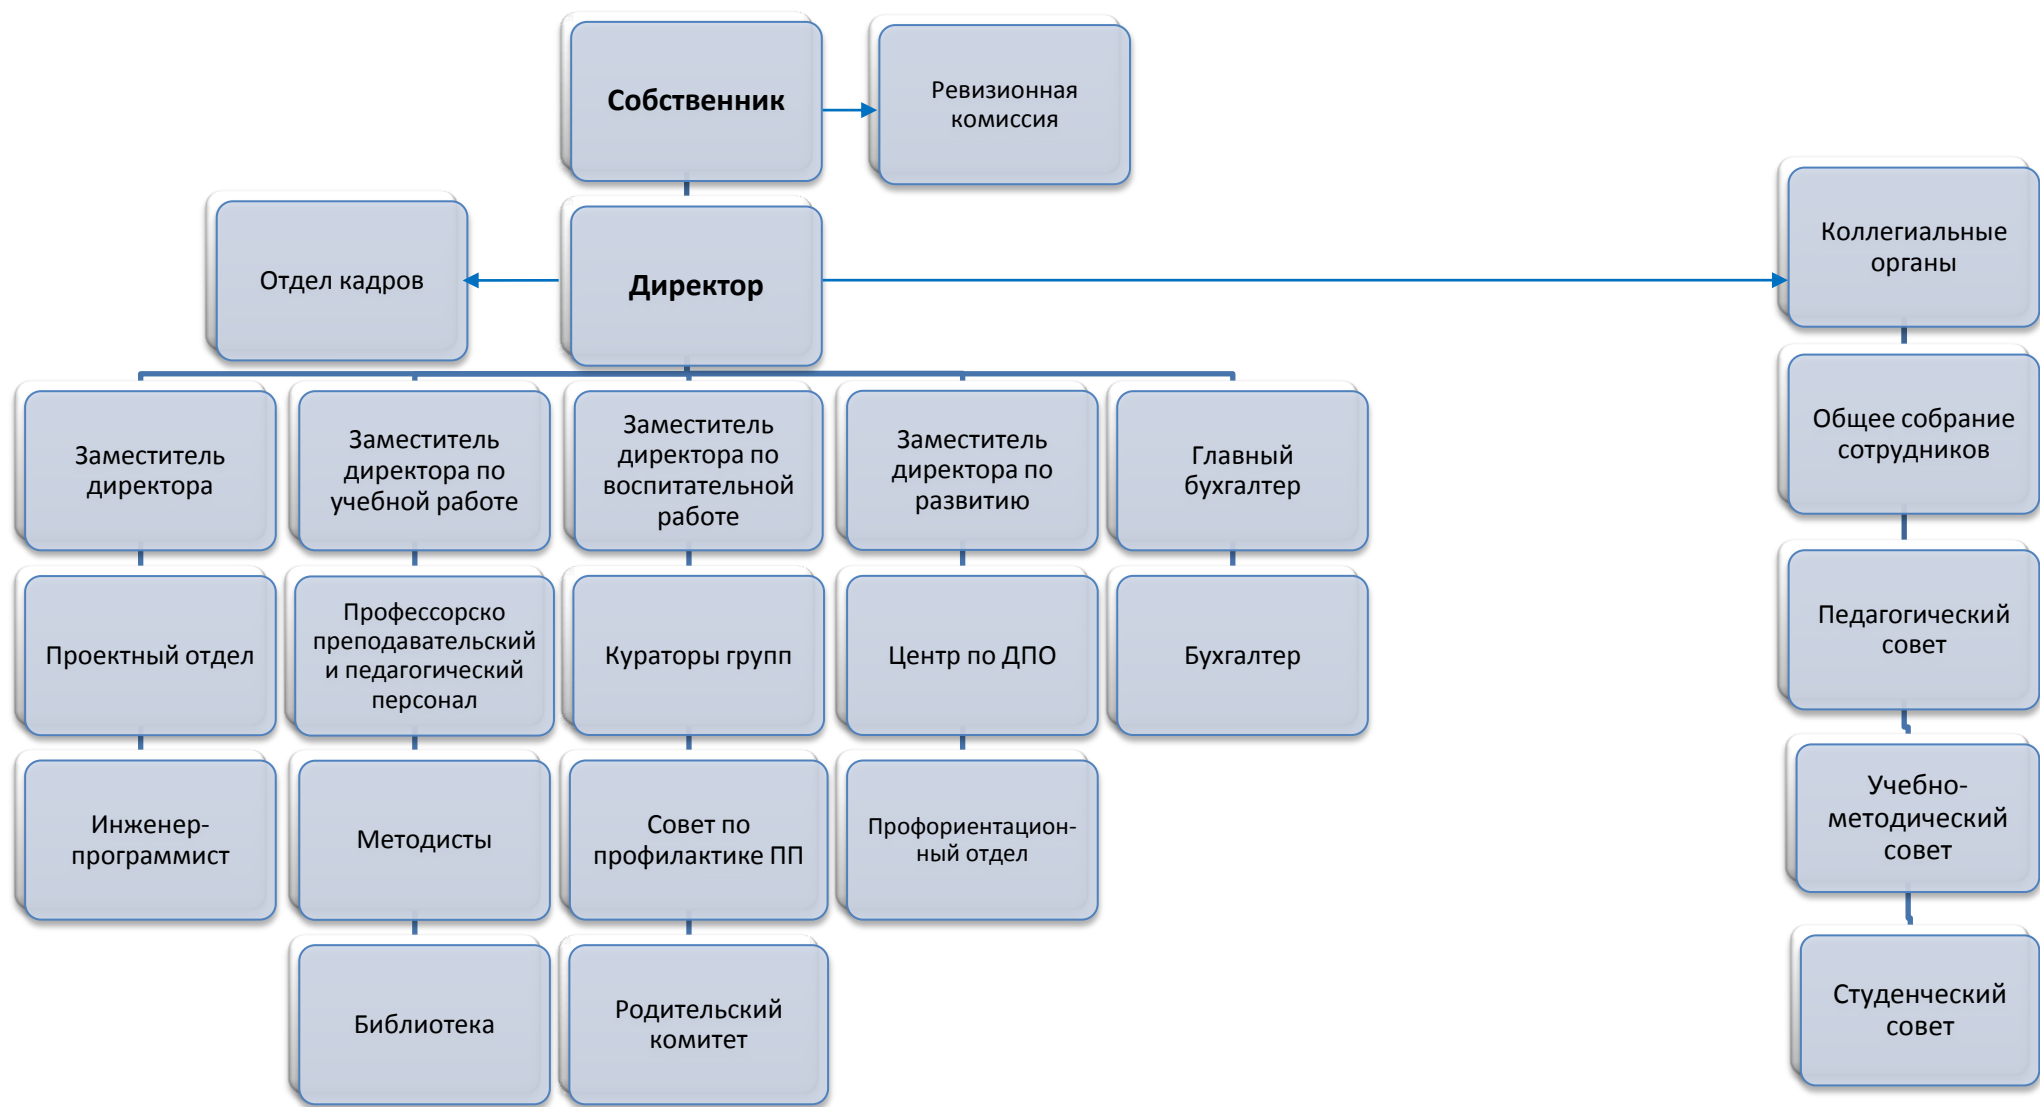 Собственник
Ревизионная
комиссия
Отдел кадров
Директор
Коллегиальные
органы
Заместитель
директора
Заместитель
директора по
учебной работе
Заместитель
директора по
воспитательной
работе
Заместитель
директора по
развитию
Главный
бухгалтер
Общее собрание
сотрудников
Проектный отдел
Профессорско
преподавательский
и педагогический
персонал
Кураторы групп
Центр по ДПО
Бухгалтер
Педагогический
совет
Инженер-
программист
Методисты
Совет по
профилактике ПП
Профориентацион-
ный отдел
Учебно-
методический
совет
Библиотека
Родительский
комитет
Студенческий
совет